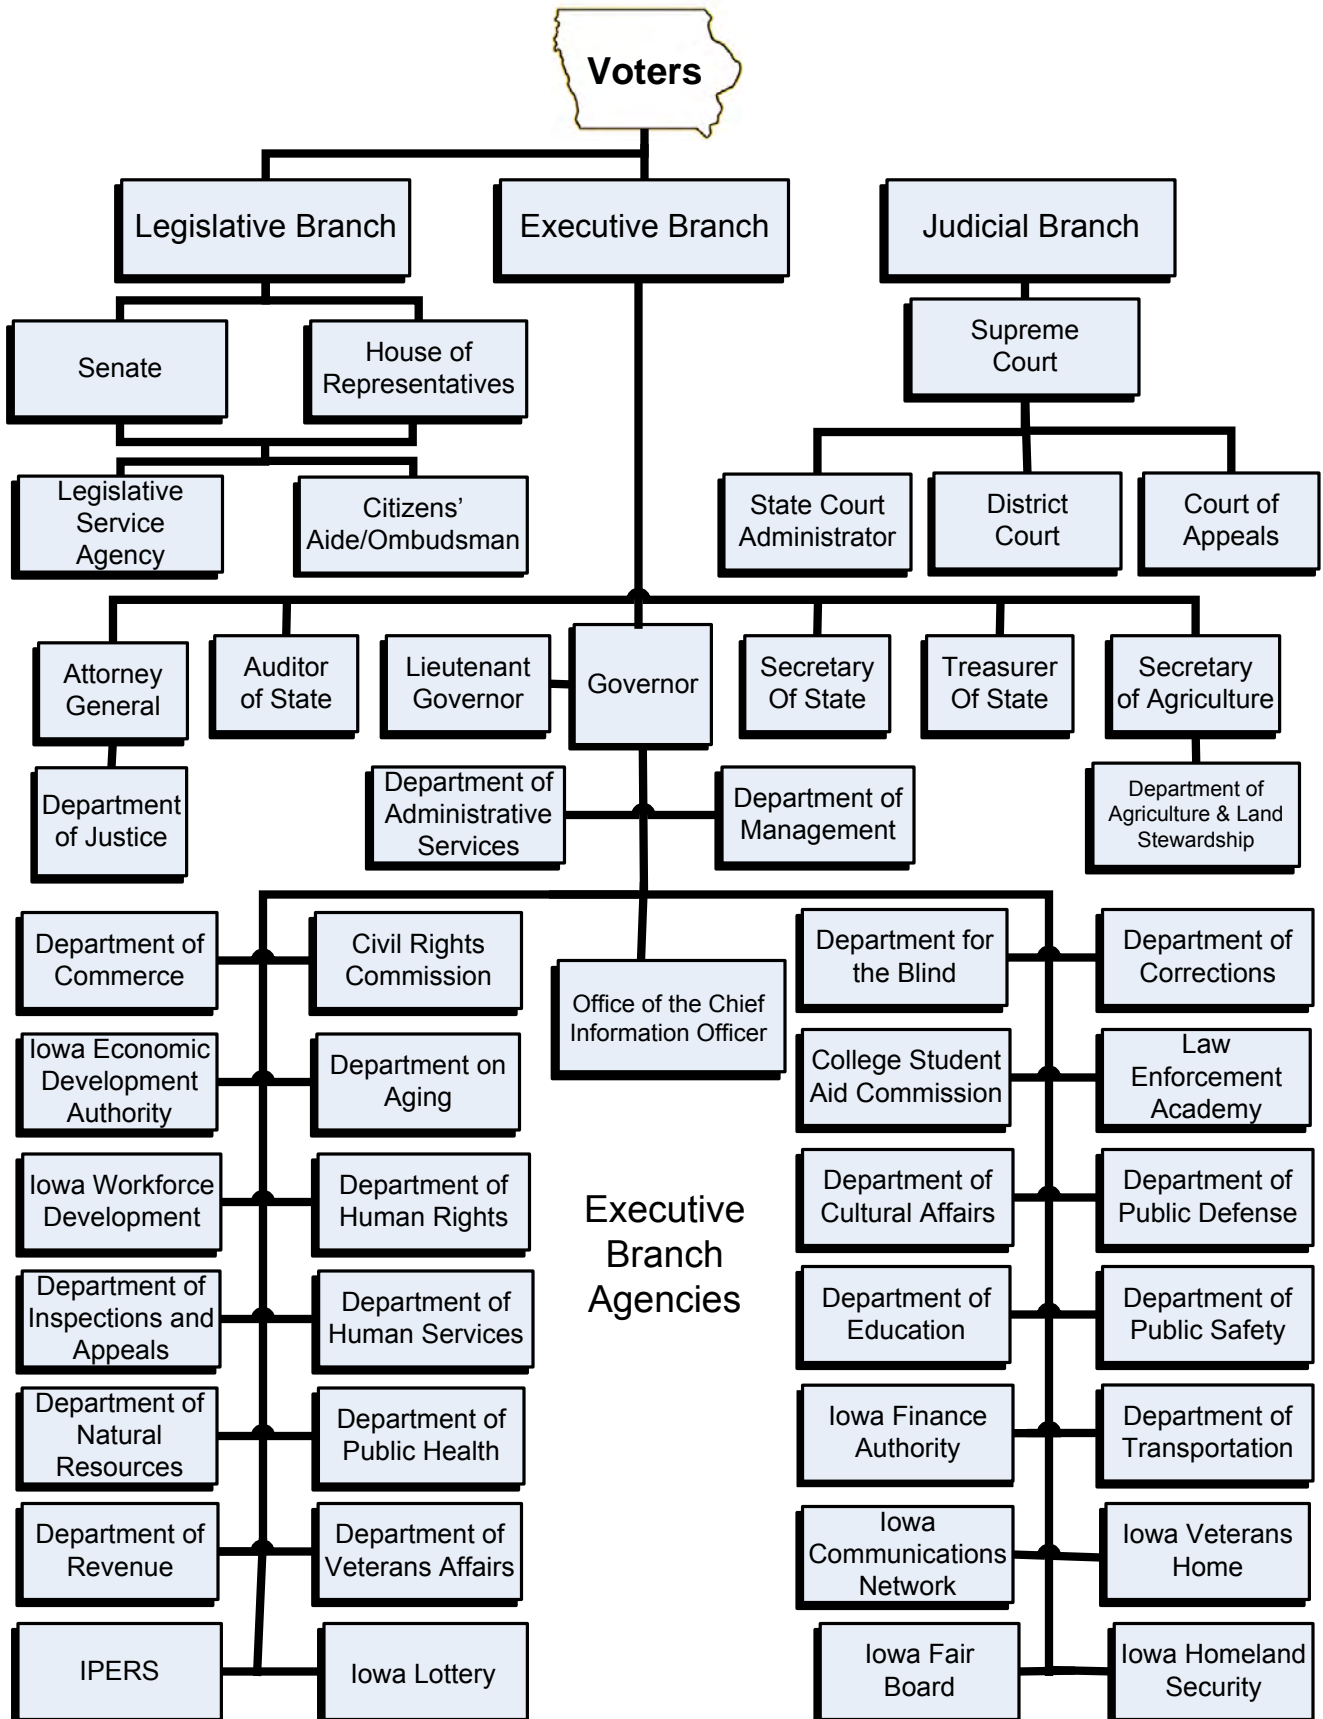 Voters
Legislative Branch
Executive Branch
Judicial Branch
Senate
House of
Representatives
Supreme
Court
Legislative
Service
Agency
Citizens’
Aide/Ombudsman
State Court
Administrator
District
Court
Court of
Appeals
Attorney
General
Auditor
of State
Lieutenant
Governor
Governor
Secretary
Of State
Treasurer
Of State
Secretary
of Agriculture
Department
of Justice
Department of
Administrative
Services
Department of
Management
Department of
Agriculture & Land
Stewardship
Department of
Commerce
Civil Rights
Commission
Office of the Chief
Information Officer
Department for
the Blind
Department of
Corrections
Iowa Economic
Development
Authority
Department on
Aging
College Student
Aid Commission
Law
Enforcement
Academy
Iowa Workforce
Development
Department of
Human Rights
Executive
Branch
Agencies
Department of
Cultural Affairs
Department of
Public Defense
Department of
Inspections and
Appeals
Department of
Human Services
Department of
Education
Department of
Public Safety
Department of
Natural
Resources
Department of
Public Health
Iowa Finance
Authority
Department of
Transportation
Department of
Revenue
Department of
Veterans Affairs
Iowa
Communications
Network
Iowa Veterans
Home
IPERS
Iowa Lottery
Iowa Fair
Board
Iowa Homeland
Security